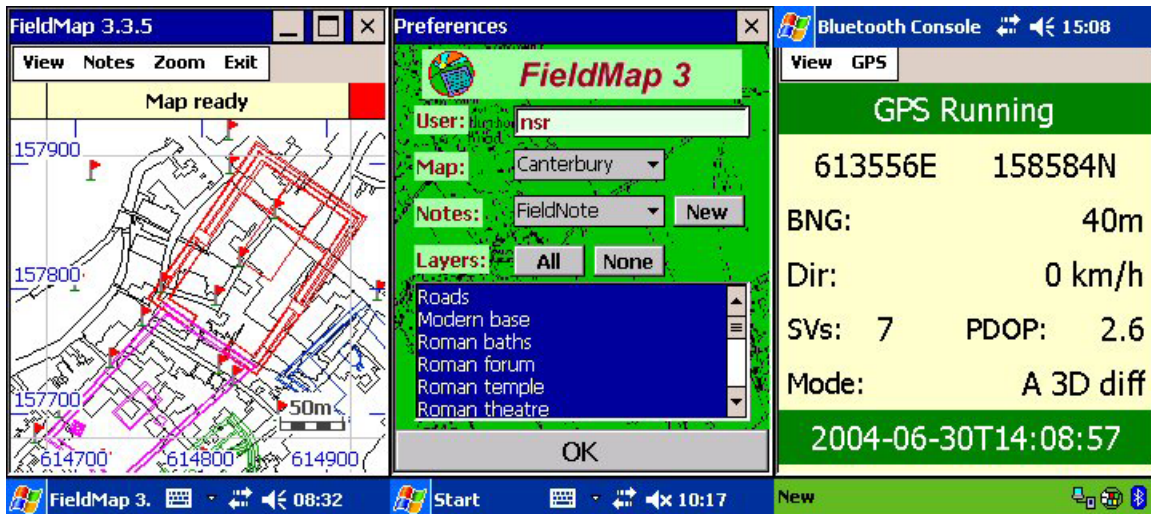 FieldMap 3.3.5
View Notes Zoom Exit
Map ready
157900
157800
157700
50m
614700 614800 614900
FieldMap 3. 08:32
Preferences
FieldMap 3
User: nsr
Map: Canterbury
Notes: FieldNote New
Layers: All None
Roads
Modern base
Roman baths
Roman forum
Roman temple
Roman theatre
OK
Start 10:17
Bluetooth Console 15:08
View GPS
GPS Running
613556E 158584N
BNG: 40m
Dir: 0 km/h
SVs: 7 PDOP: 2.6
Mode: A 3D diff
2004-06-30T14:08:57
New